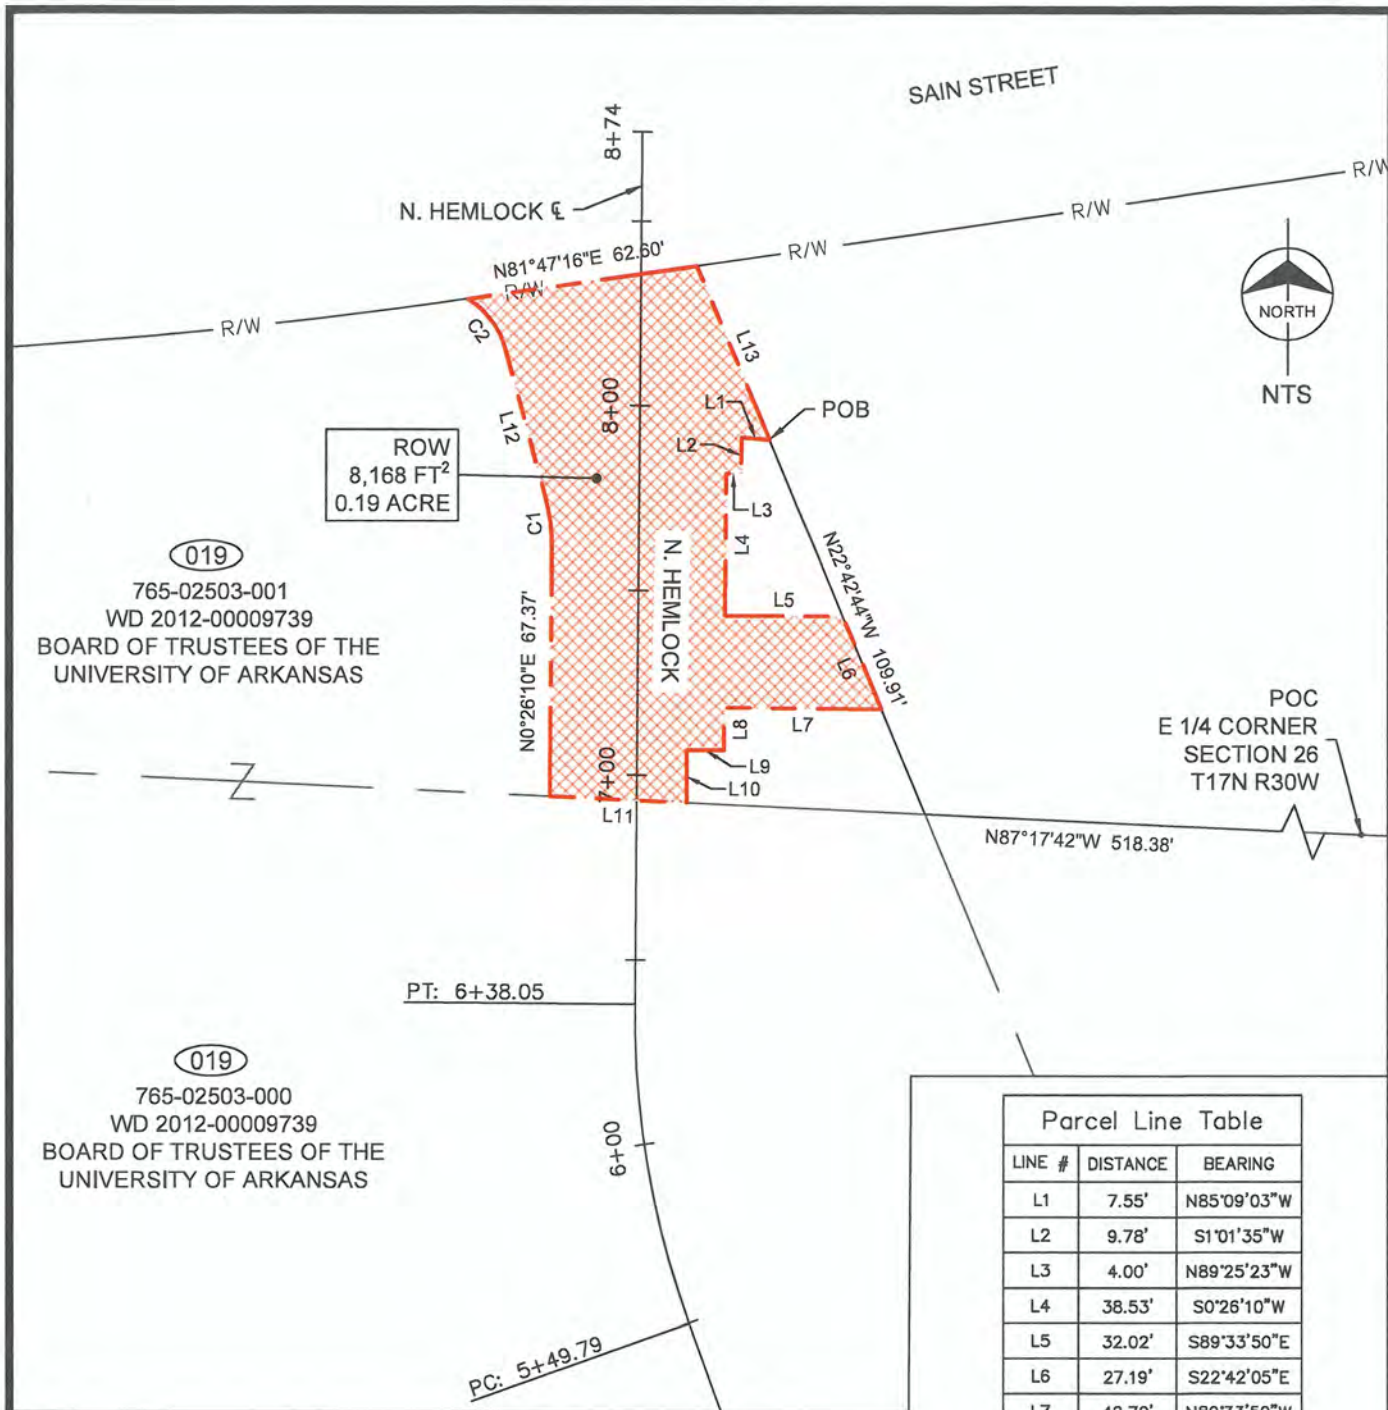 SAIN STREET
8+74
R/W
R/W
N. HEMLOCK ℄
R/W
N81°47'16"E 62.60'
R/W
R/W
NORTH
NTS
C2
L13
8+00
L1
POB
L12
L2
ROW
8,168 FT²
0.19 ACRE
L3
C1
L4
N22°42'44"W 109.91'
N. HEMLOCK
019
765-02503-001
WD 2012-00009739
BOARD OF TRUSTEES OF THE
UNIVERSITY OF ARKANSAS
L5
N0°26'10"E 67.37'
L6
L8
L7
POC
E 1/4 CORNER
SECTION 26
T17N R30W
L9
7+00
L10
L11
N87°17'42"W 518.38'
PT: 6+38.05
019
765-02503-000
WD 2012-00009739
BOARD OF TRUSTEES OF THE
UNIVERSITY OF ARKANSAS
6+00
PC: 5+49.79
Parcel Line Table
LINE # DISTANCE BEARING
L1 7.55' N85°09'03"W
L2 9.78' S1°01'35"W
L3 4.00' N89°25'23"W
L4 38.53' S0°26'10"W
L5 32.02' S89°33'50"E
L6 27.19' S22°42'05"E
L7 N89°33'50"W